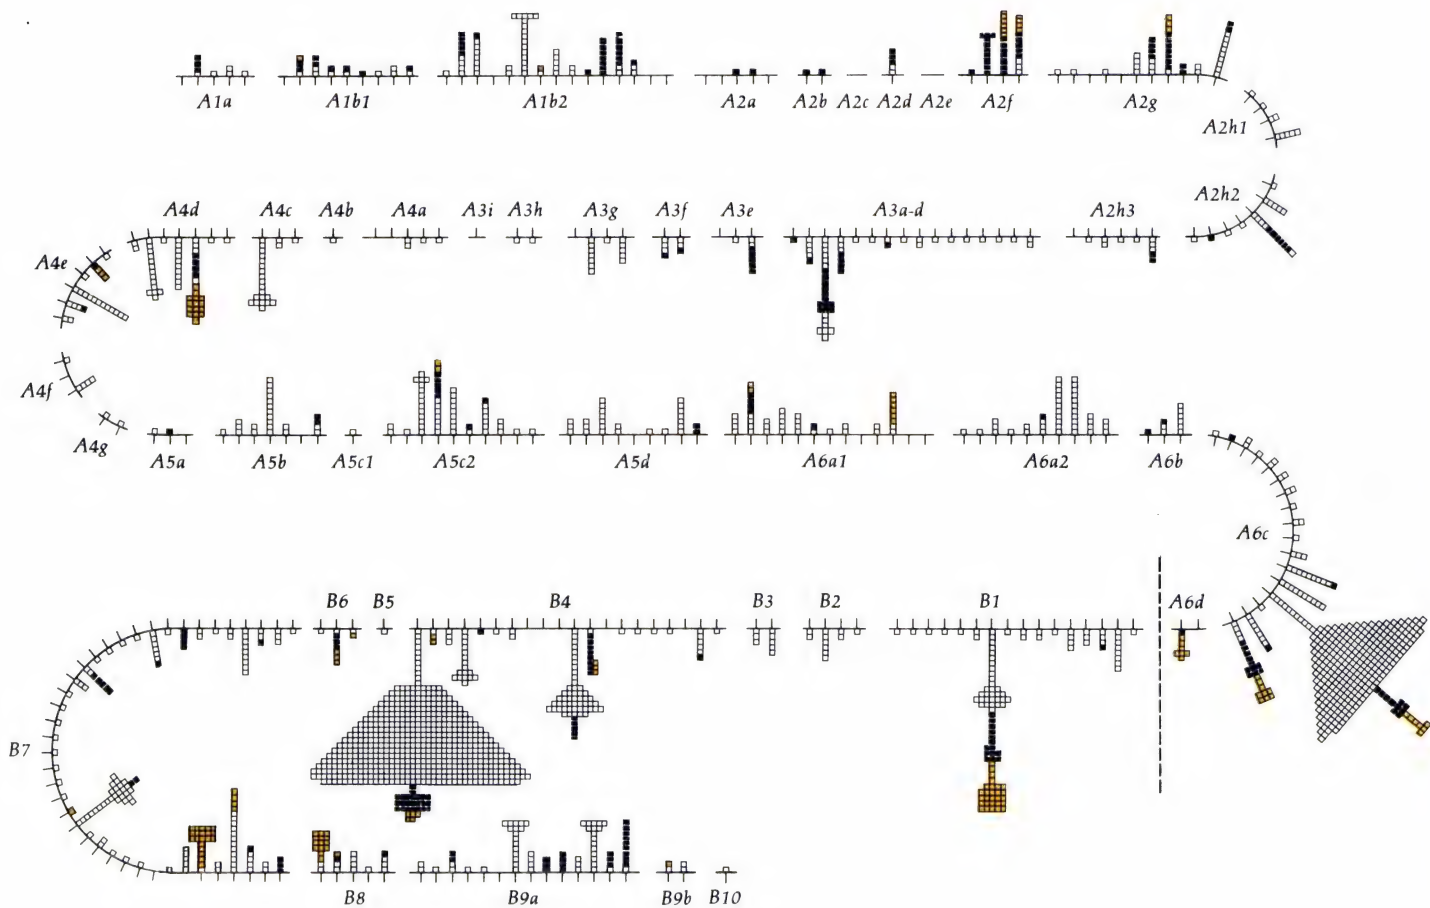 A1a A1b1 A1b2 A2a A2b A2c A2d A2e A2f A2g
A2h1
A2h2
A4d A4c A4b A4a A3i A3h A3g A3f A3e A3a-d A2h3
A4e
A4f
A4g
A5a A5b A5c1 A5c2 A5d A6a1 A6a2 A6b
A6c
B6 B5 B4 B3 B2 B1 A6d
B7
B8 B9a B9b B10